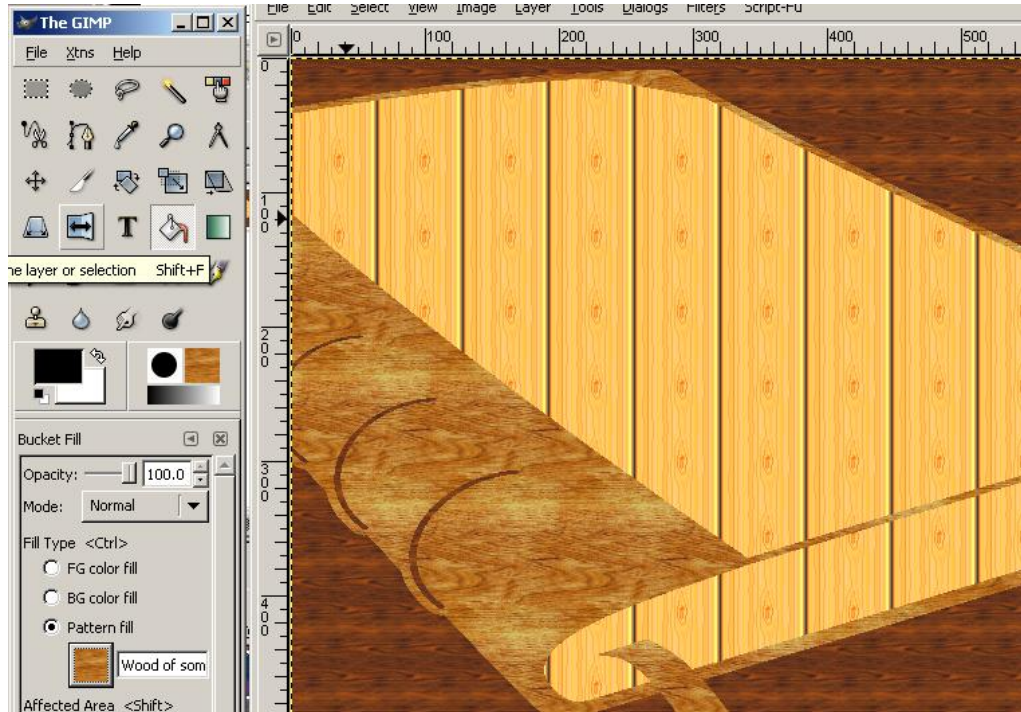 The GIMP
File Xtns Help
File Edit Select View Image Layer Tools Dialogs Filters Script-Fu
0 100 200 300 400 500
0
100
200
300
400
T
ne layer or selection Shift+F
Bucket Fill
Opacity: 100.0
Mode: Normal
Fill Type <Ctrl>
FG color fill
BG color fill
Pattern fill
Wood of som
Affected Area <Shift>